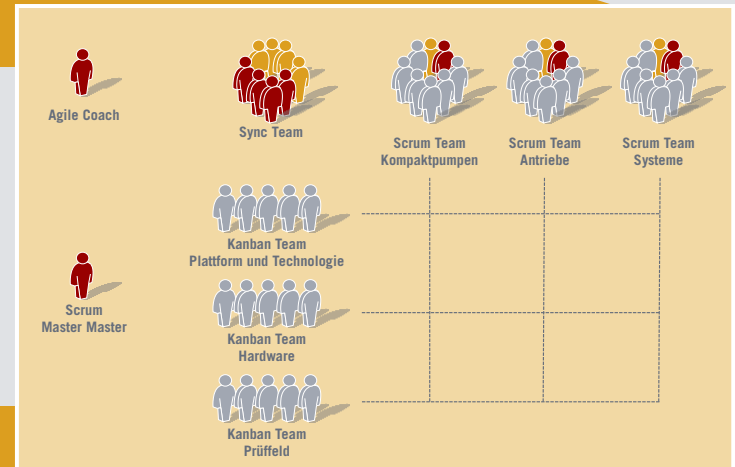 Agile Coach
Sync Team
Scrum Team
Kompaktpumpen
Scrum Team
Antriebe
Scrum Team
Systeme
Kanban Team
Plattform und Technologie
Scrum
Master Master
Kanban Team
Hardware
Kanban Team
Prüffeld